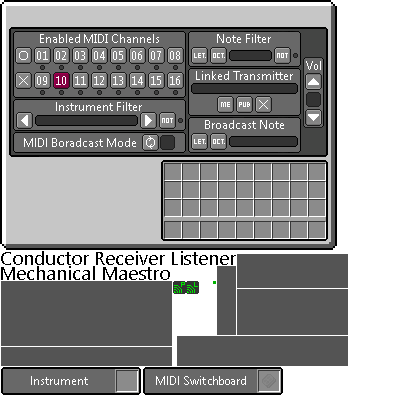 Enabled MIDI Channels
01 02 03 04 05 06 07 08
09 10 11 12 13 14 15 16
Instrument Filter
NOT
MIDI Boradcast Mode
Note Filter
LET. OCT. NOT
Linked Transmitter
ME PUB
Broadcast Note
LET. OCT.
Vol
Conductor Receiver Listener
Mechanical Maestro
Instrument
MIDI Switchboard